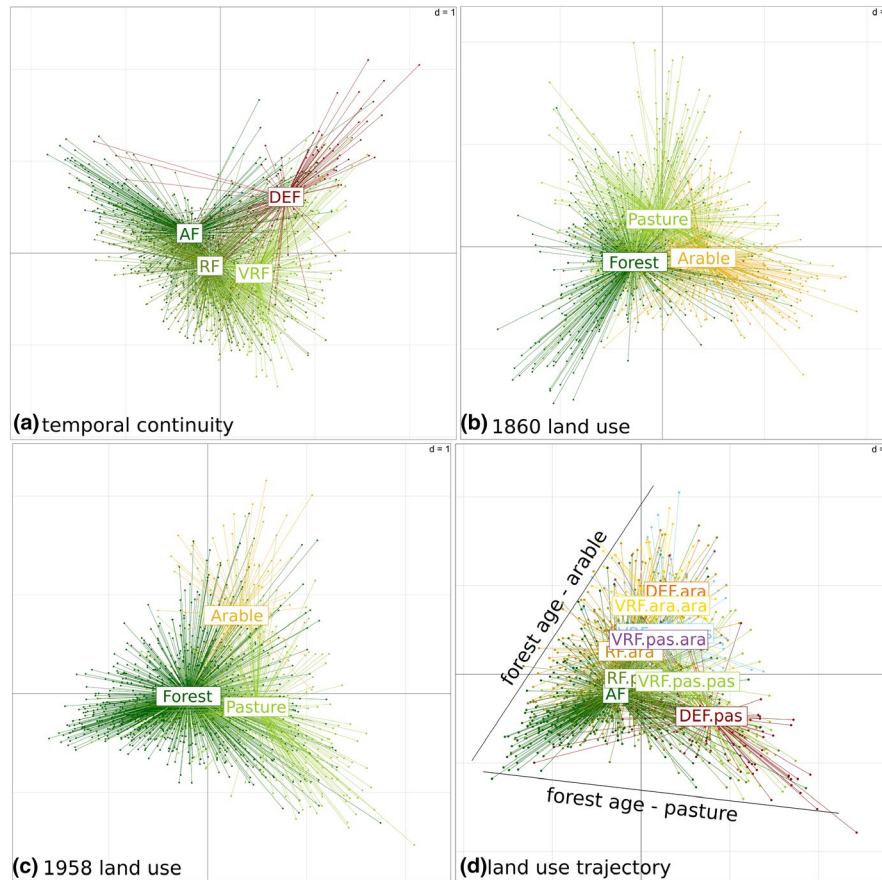 d = 1
AF
RF
VRF
DEF
(a) temporal continuity
d =
Pasture
Forest
Arable
(b) 1860 land use
d = 1
Arable
Forest
Pasture
(c) 1958 land use
d =
forest age - arable
DEF.ara
VRF.ara.ara
VRF.pas.ara
RF.ara
VRF.pas.pas
AF
DEF.pas
forest age - pasture
(d) land use trajectory